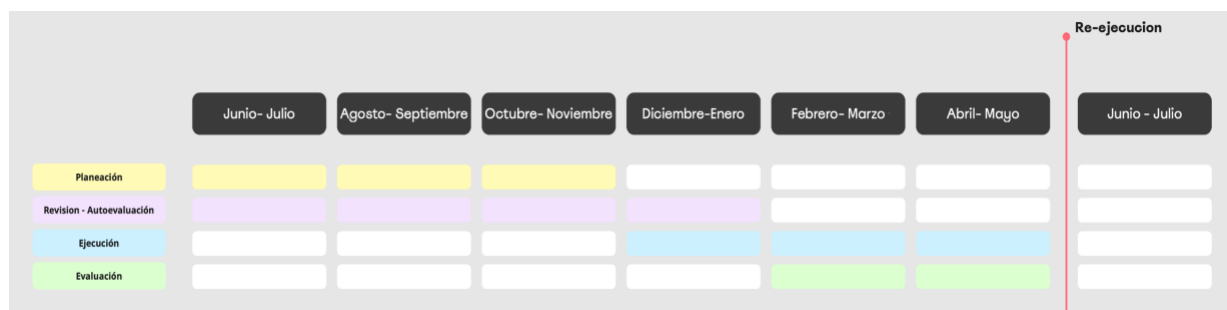 Re-ejecucion
Junio- Julio
Agosto- Septiembre
Octubre- Noviembre
Diciembre-Enero
Febrero- Marzo
Abril- Mayo
Junio - Julio
Planeación
Revision - Autoevaluación
Ejecución
Evaluación